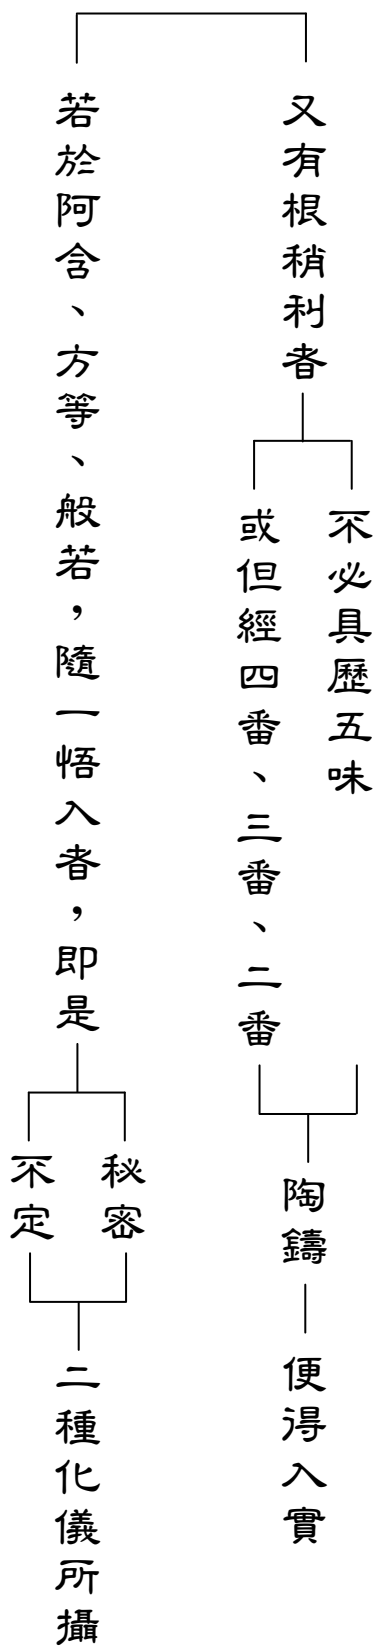 又有根稍利者
不必具歷五味
或但經四番、三番、二番
陶鑄
便得入實
若於阿含、方等、般若，隨一悟入者，即是
秘密
不定
二種化儀所攝